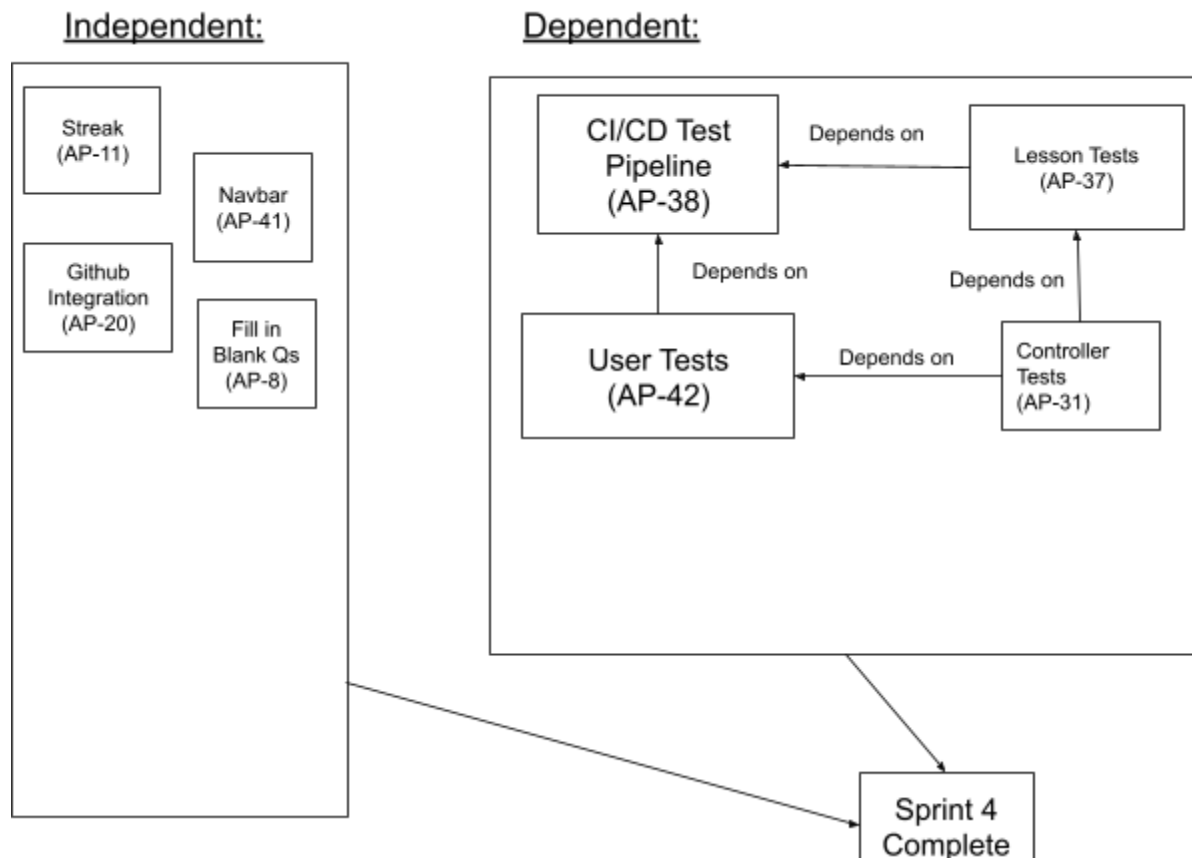 Independent:
Dependent:
Streak
(AP-11)
Navbar
(AP-41)
Github
Integration
(AP-20)
Fill in
Blank Qs
(AP-8)
CI/CD Test
Pipeline
(AP-38)
Depends on
Lesson Tests
(AP-37)
Depends on
Depends on
User Tests
(AP-42)
Depends on
Controller
Tests
(AP-31)
Sprint 4
Complete